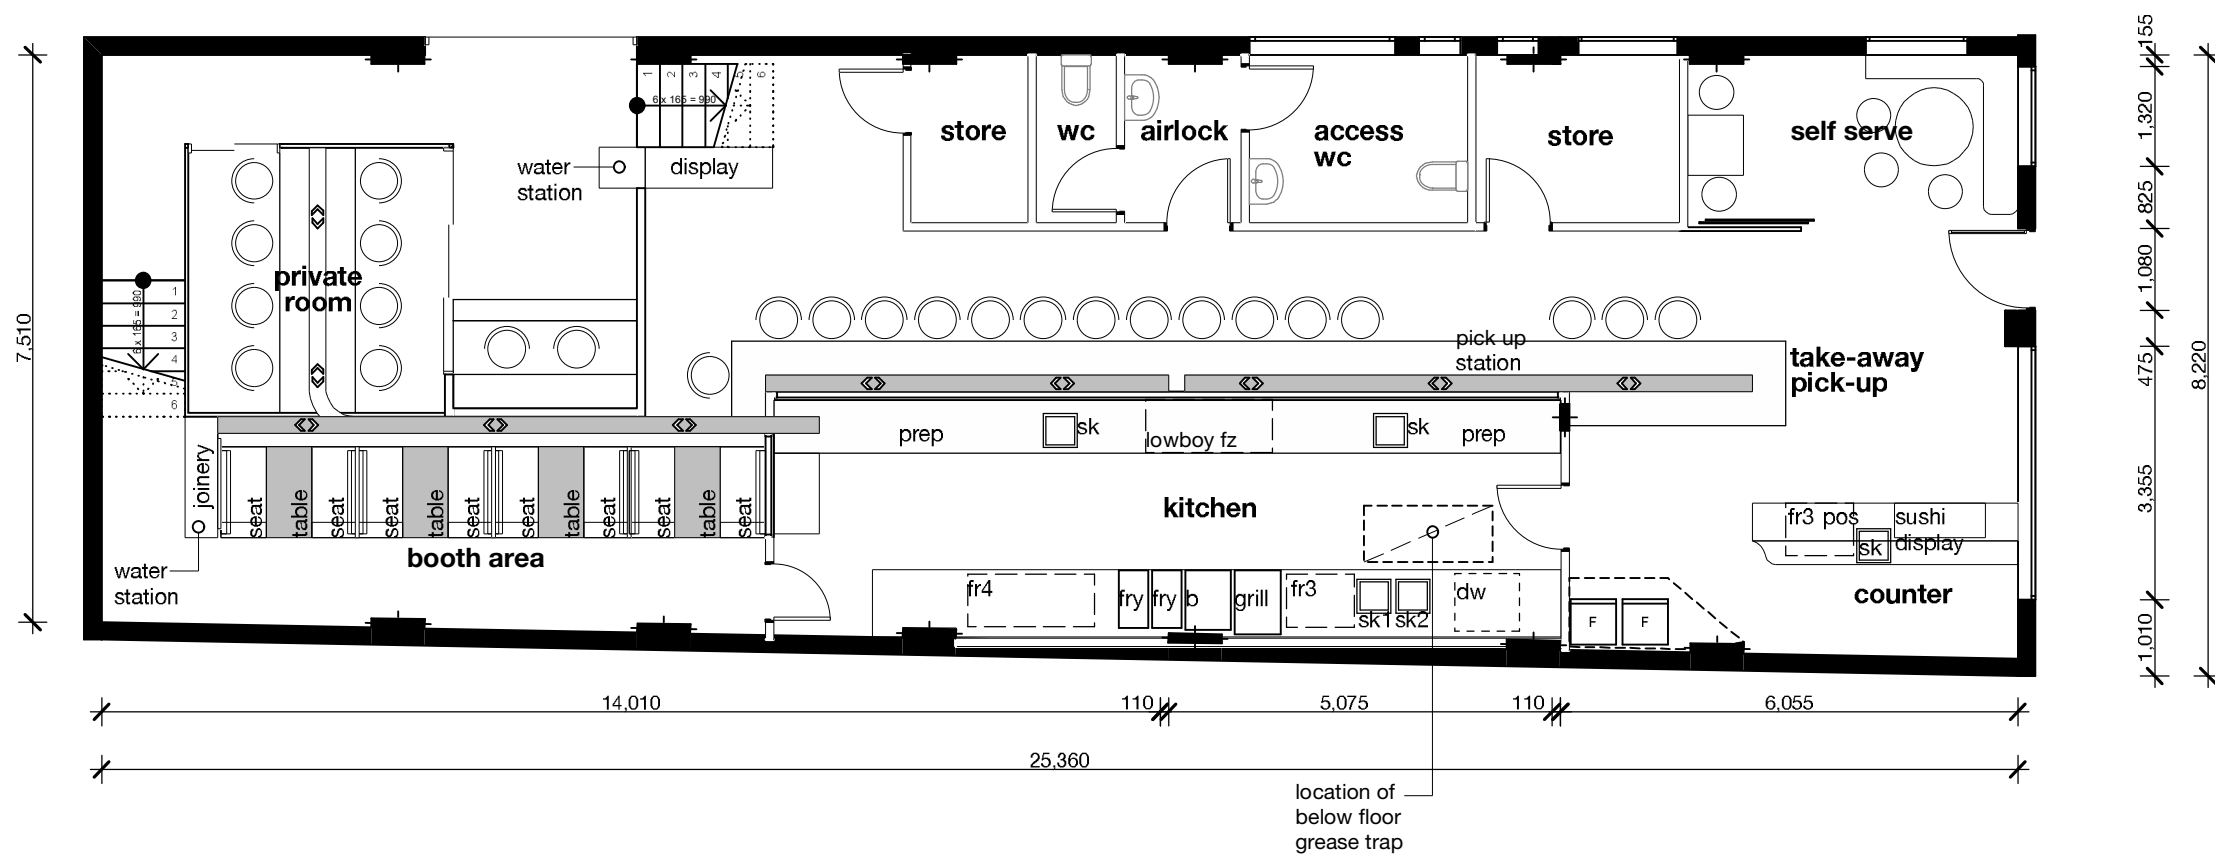 155
1
2
3
4
5
6
6 x 165 = 990
1,320
store
wc
airlock
access
wc
store
self serve
water
station
display
825
private
room
1,080
1
2
3
4
5
6
6 x 165 = 990
7,510
pick up
station
take-away
pick-up
475
8,220
prep
sk
lowboy fz
sk
prep
joinery
seat
table
seat
seat
table
seat
seat
table
seat
seat
table
seat
kitchen
3,355
fr3 pos
sushi
display
sk
booth area
water
station
fr4
fry
fry
b
grill
fr3
sk1
sk2
dw
counter
F
F
1,010
14,010
110
5,075
110
6,055
25,360
location of
below floor
grease trap